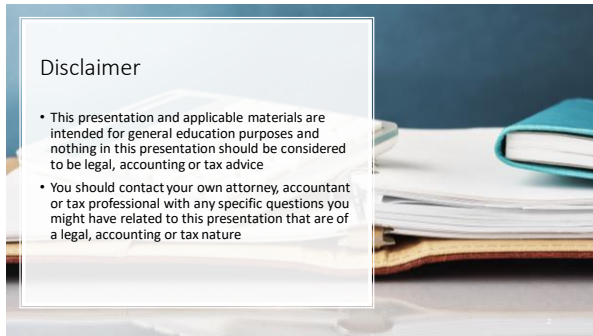 Disclaimer
• This presentation and applicable materials are
intended for general education purposes and
nothing in this presentation should be considered
to be legal, accounting or tax advice
• You should contact your own attorney, accountant
or tax professional with any specific questions you
might have related to this presentation that are of
a legal, accounting or tax nature
2